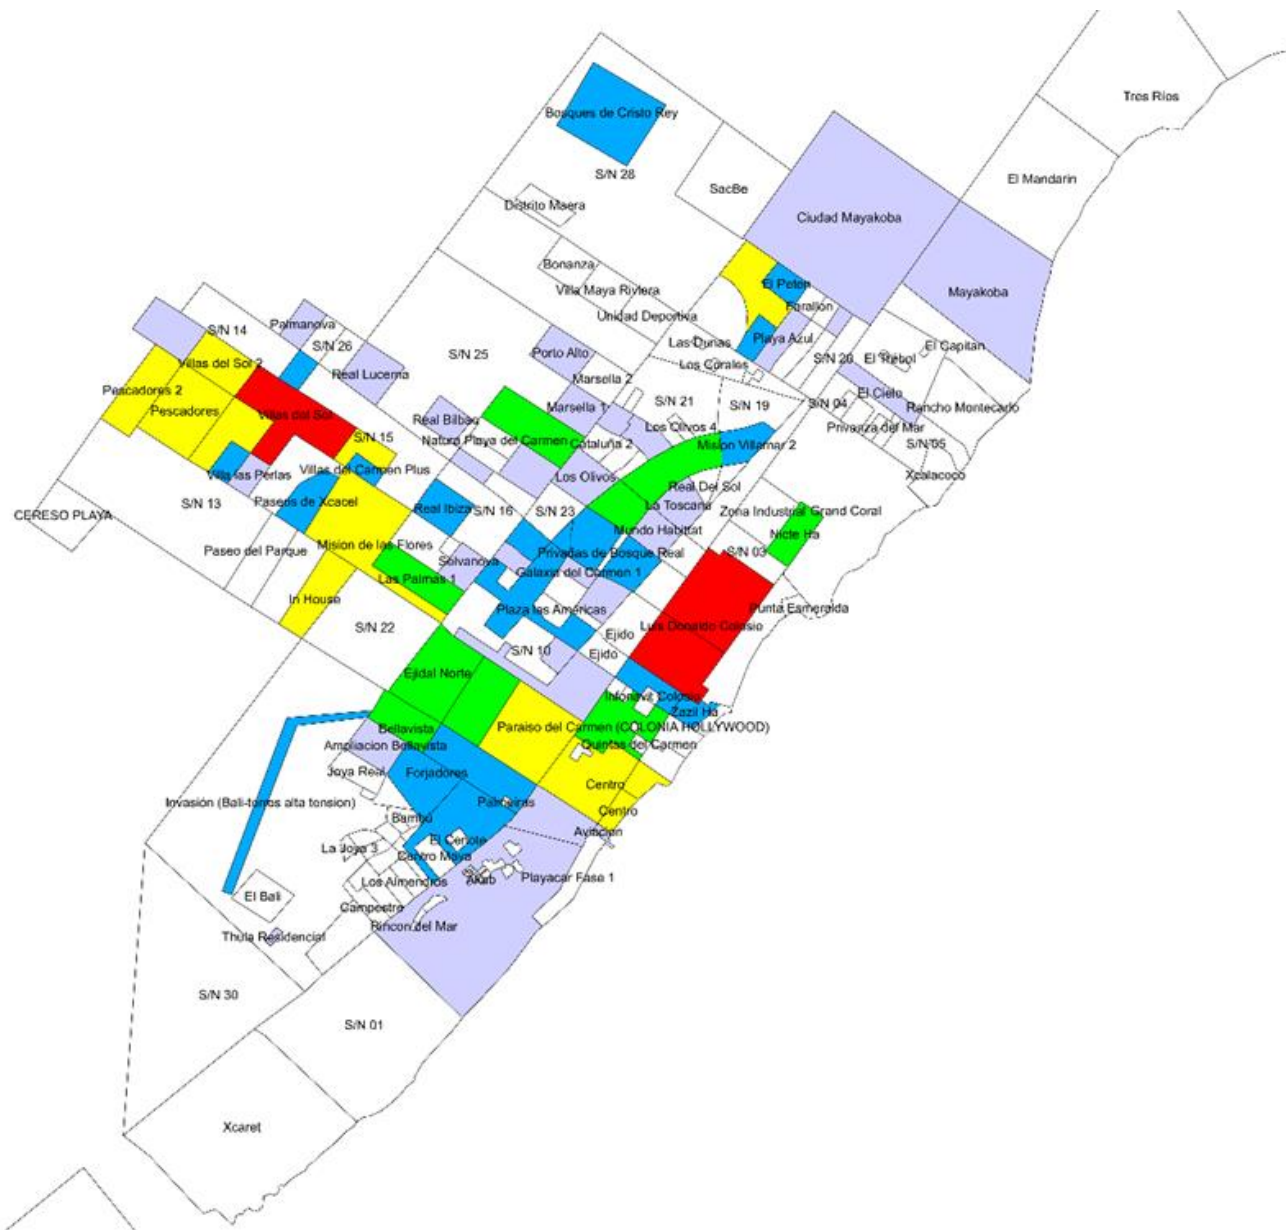 Tres Ríos
Bosques de Cristo Rey
S/N 28
El Mandarin
SacBe
Distrito Maera
Ciudad Mayakoba
Bonanza
Villa Maya Riviera
El Peten
Mayakoba
Farallon
Unidad Deportiva
Palmanova
S/N 14
S/N 26
Las Dunas
Playa Azul
El Capitan
S/N 25
Porto Alto
S/N 20
El Trebol
Villas del Sol 2
Los Corales
Real Lucerna
Marsella 2
Pescadores 2
El Cielo
S/N 21
S/N 04
S/N 19
Marsella 1
Rancho Montecarlo
Pescadores
Villas del Sol
Real Bilbao
Los Olivos 4
Privanza del Mar
S/N 15
Natura Playa del Carmen
Cataluña 2
Mision Villamar 2
S/N 05
Villas del Carmen Plus
Villa las Perlas
Los Olivos
Xcalacoco
Real Del Sol
S/N 13
Paseos de Xcacel
La Toscana
Real Ibiza
S/N 16
S/N 23
Zona Industrial
Grand Coral
CERESO PLAYA
Mundo Habittat
Nicte Ha
Mision de las Flores
Paseo del Parque
Privadas de Bosque Real
S/N 03
Selvanova
Galaxia del Carmen 1
Las Palmas 1
In House
Plaza las Americas
Punta Esmeralda
S/N 22
Luis Donaldo Colosio
Ejido
S/N 10
Ejido
Ejidal Norte
Infonavit Colosio
Zazil Ha
Bellavista
Paraiso del Carmen (COLONIA HOLLYWOOD)
Ampliacion Bellavista
Quintas del Carmen
Joya Real
Forjadores
Centro
Invasión (Bali-torres alta tension)
Palmeiras
Centro
Bambu
Aviacion
El Cenote
La Joya 3
Centro Maya
Los Almendros
Playacar Fase 1
El Bali
Campestre
Rincon del Mar
Thula Residencial
S/N 30
S/N 01
Xcaret